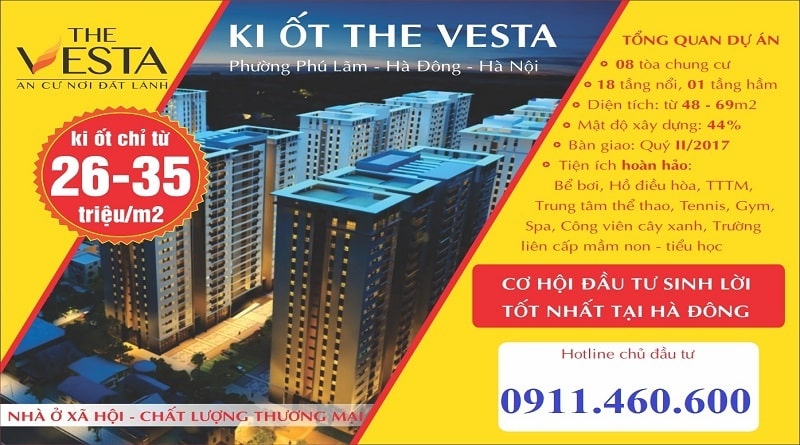 THE
VESTA
AN CƯ NƠI ĐẤT LÀNH
KI ỐT THE VESTA
Phường Phú Lãm - Hà Đông - Hà Nội
ki ốt chỉ từ
26-35
triệu/m2
TỔNG QUAN DỰ ÁN
08 tòa chung cư
18 tầng nổi, 01 tầng hầm
Diện tích: từ 48 - 69m2
Mật độ xây dựng: 44%
Bàn giao: Quý II/2017
Tiện ích hoàn hảo:
Bể bơi, Hồ điều hòa, TTTM,
Trung tâm thể thao, Tennis, Gym,
Spa, Công viên cây xanh, Trường
liên cấp mầm non - tiểu học
CƠ HỘI ĐẦU TƯ SINH LỜI
TỐT NHẤT TẠI HÀ ĐÔNG
Hotline chủ đầu tư
0911.460.600
NHÀ Ở XÃ HỘI - CHẤT LƯỢNG THƯƠNG MẠI